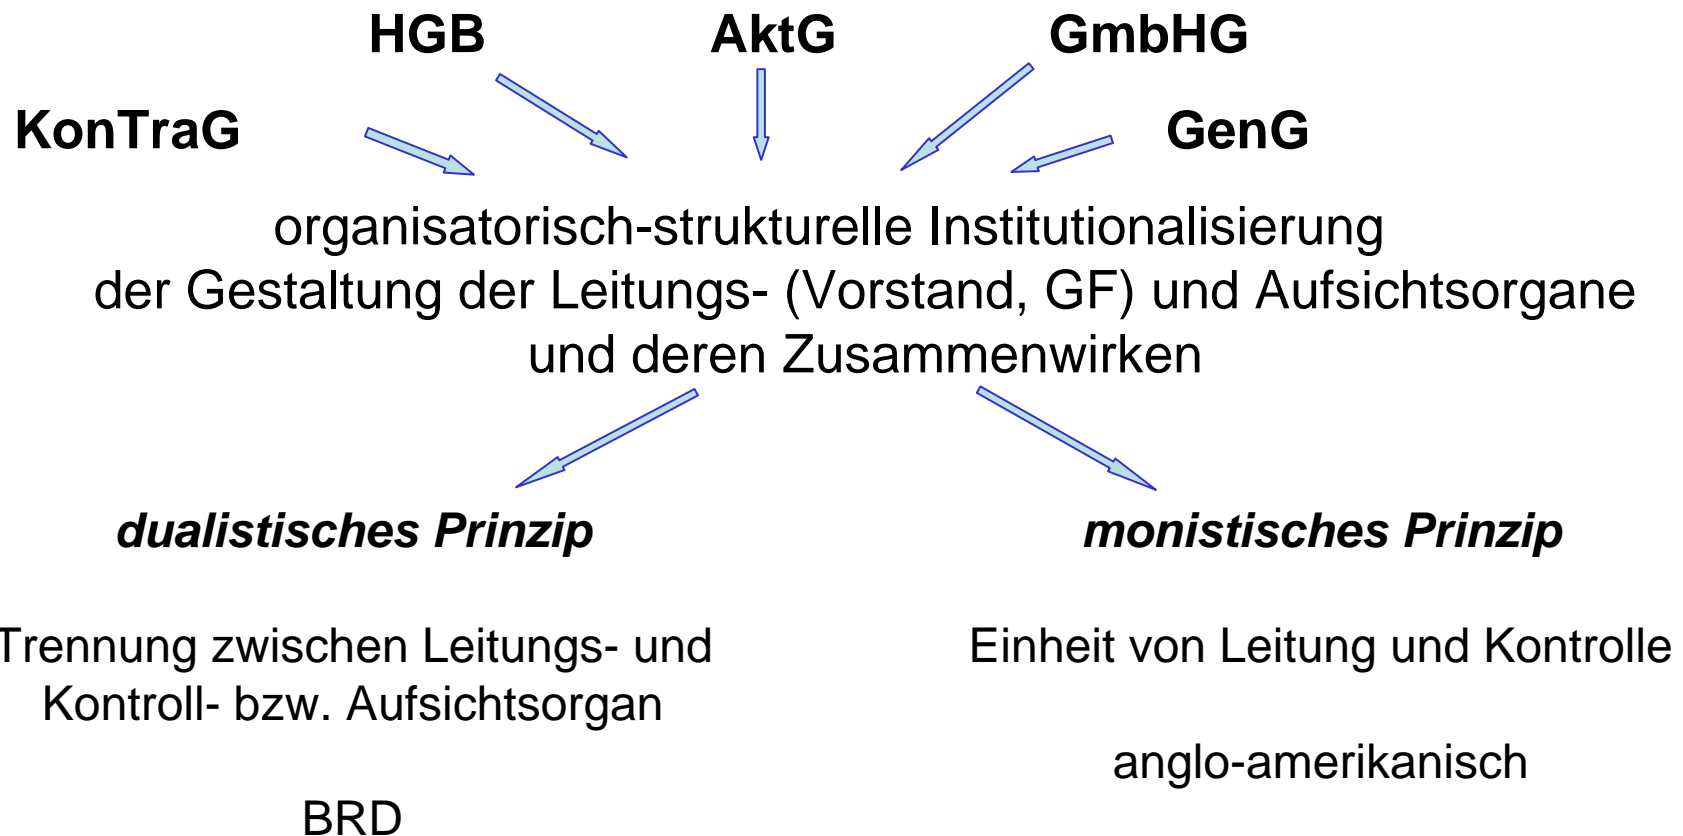 HGB AktG GmbHG
KonTraG GenG
organisatorisch-strukturelle Institutionalisierung
der Gestaltung der Leitungs- (Vorstand, GF) und Aufsichtsorgane
und deren Zusammenwirken
dualistisches Prinzip monistisches Prinzip
Trennung zwischen Leitungs- und Einheit von Leitung und Kontrolle
Kontroll- bzw. Aufsichtsorgan
anglo-amerikanisch
BRD